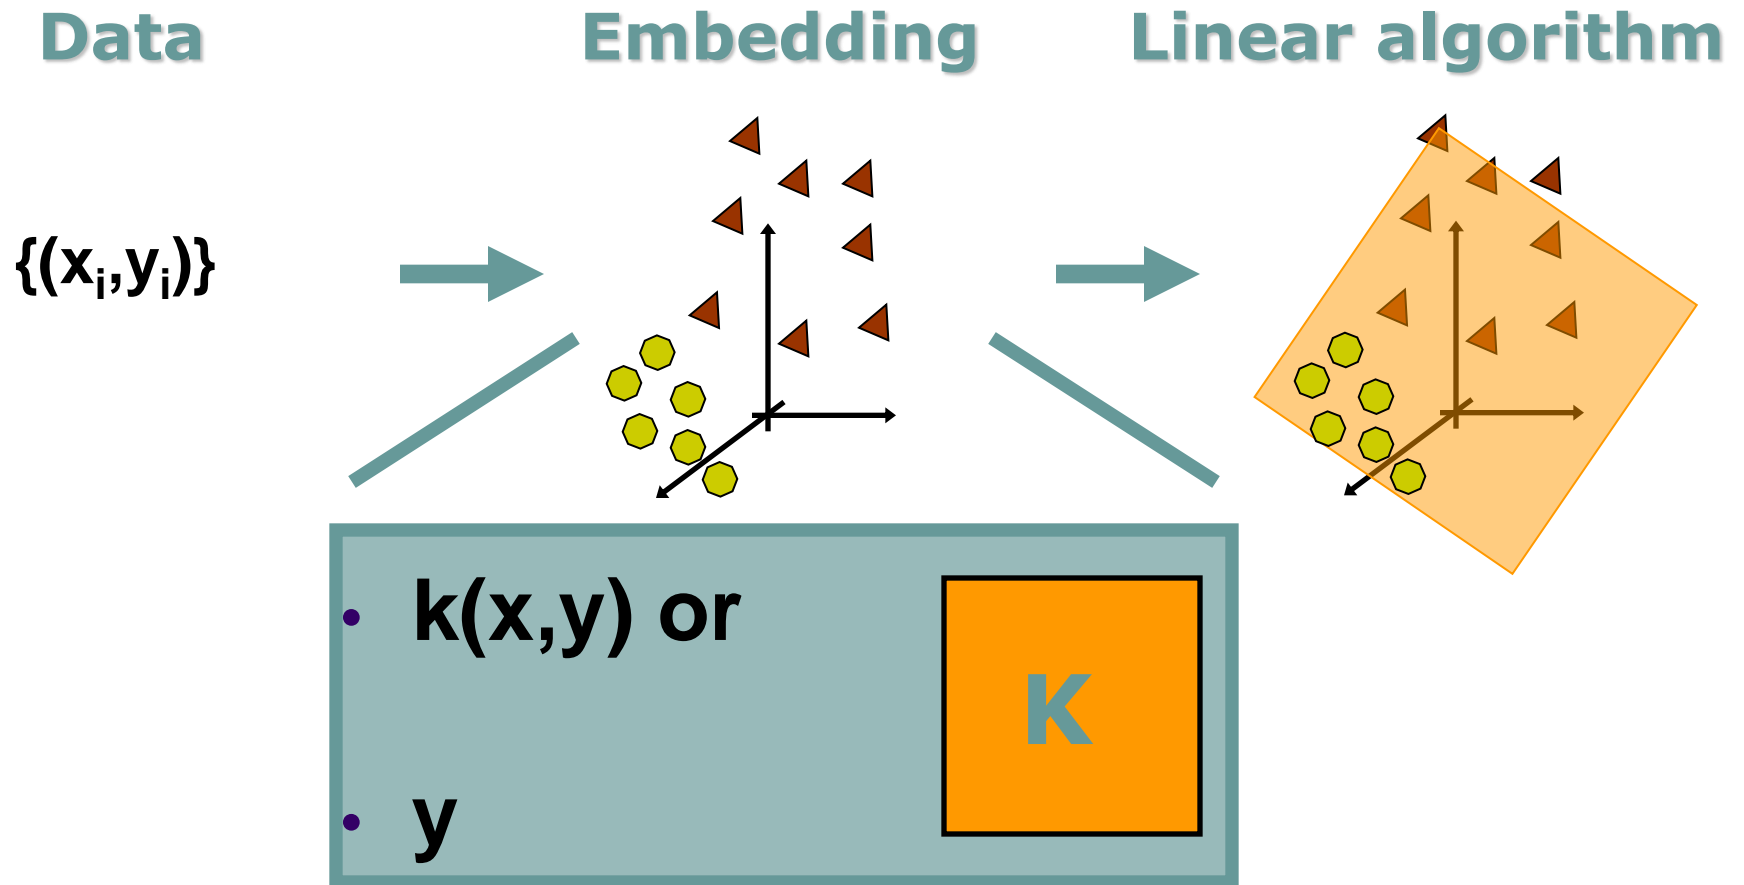 Data Embedding Linear algorithm
{(xᵢ,yᵢ)}
• k(x,y) or
K
• y